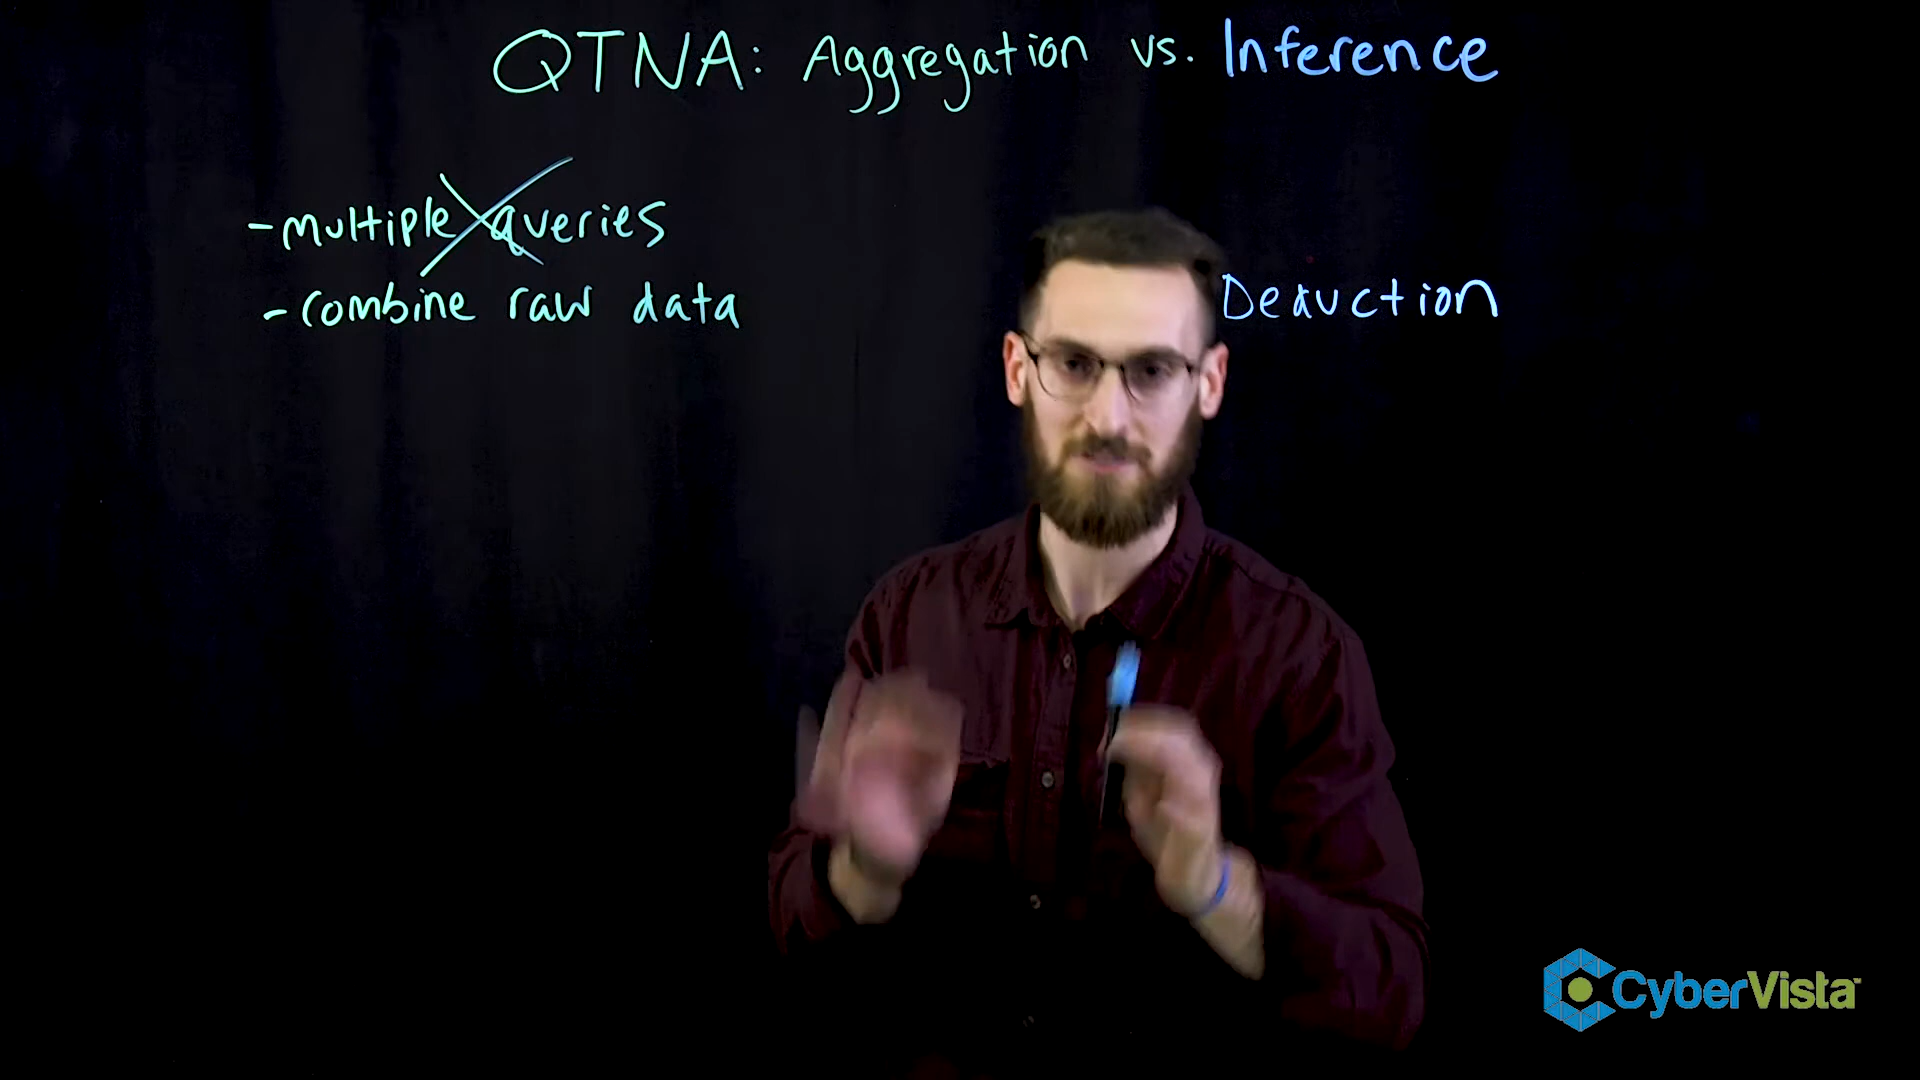 QTNA: Aggregation vs. Inference
- multiple queries
- combine raw data
Deduction
CyberVista